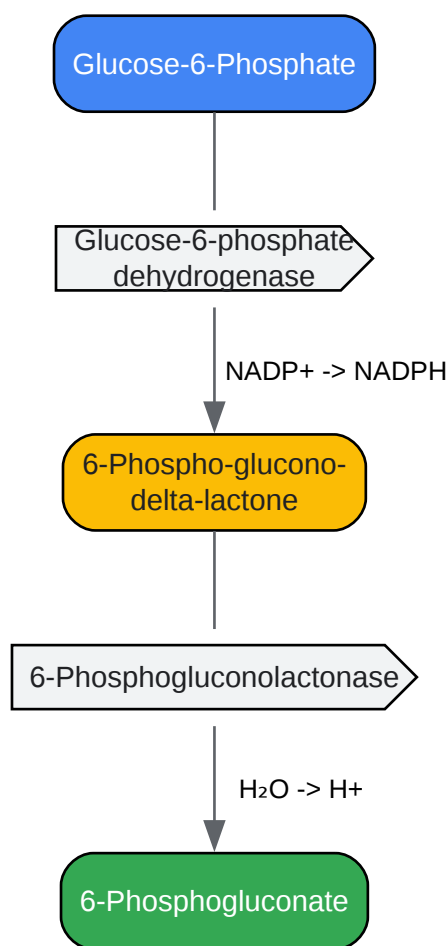 Glucose-6-Phosphate
Glucose-6-phosphate
dehydrogenase
NADP+ -> NADPH
6-Phospho-glucono-
delta-lactone
6-Phosphogluconolactonase
H₂O -> H+
6-Phosphogluconate